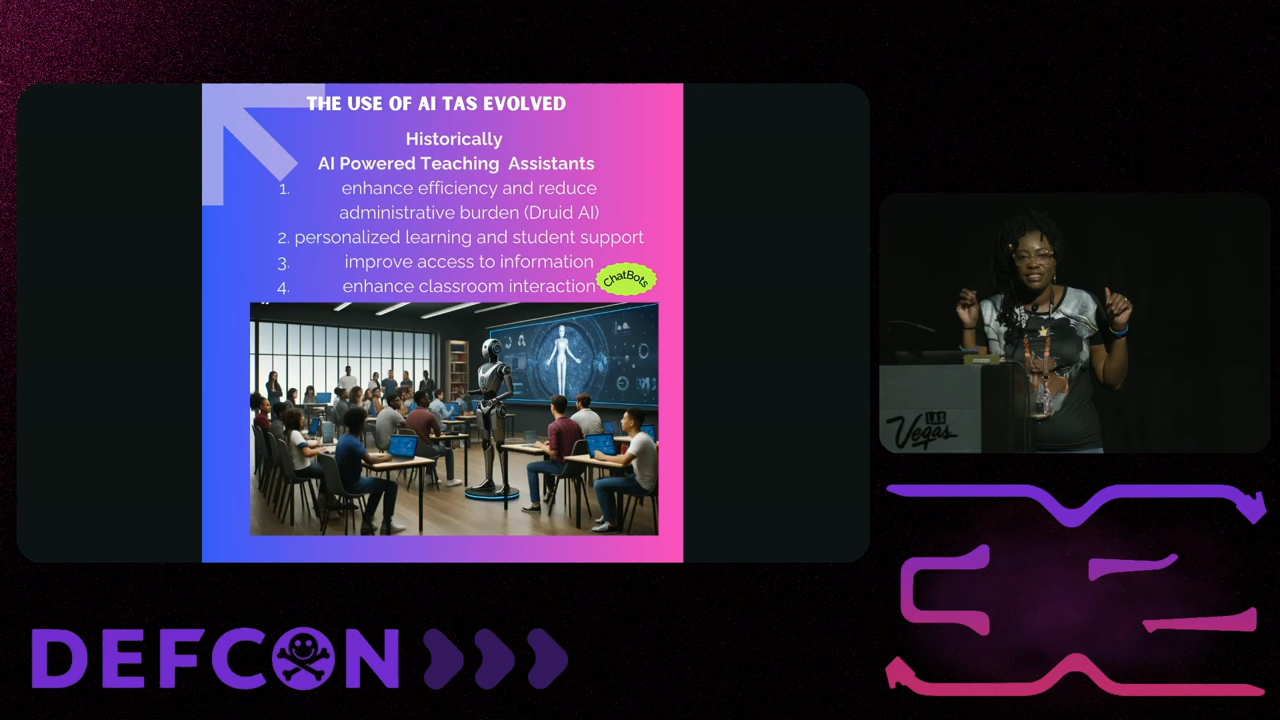 THE USE OF AI TAS EVOLVED
Historically
AI Powered Teaching Assistants
1. enhance efficiency and reduce
administrative burden (Druid AI)
2. personalized learning and student support
3. improve access to information
4. enhance classroom interaction
ChatBots
LAS
Vegas
DEFCON